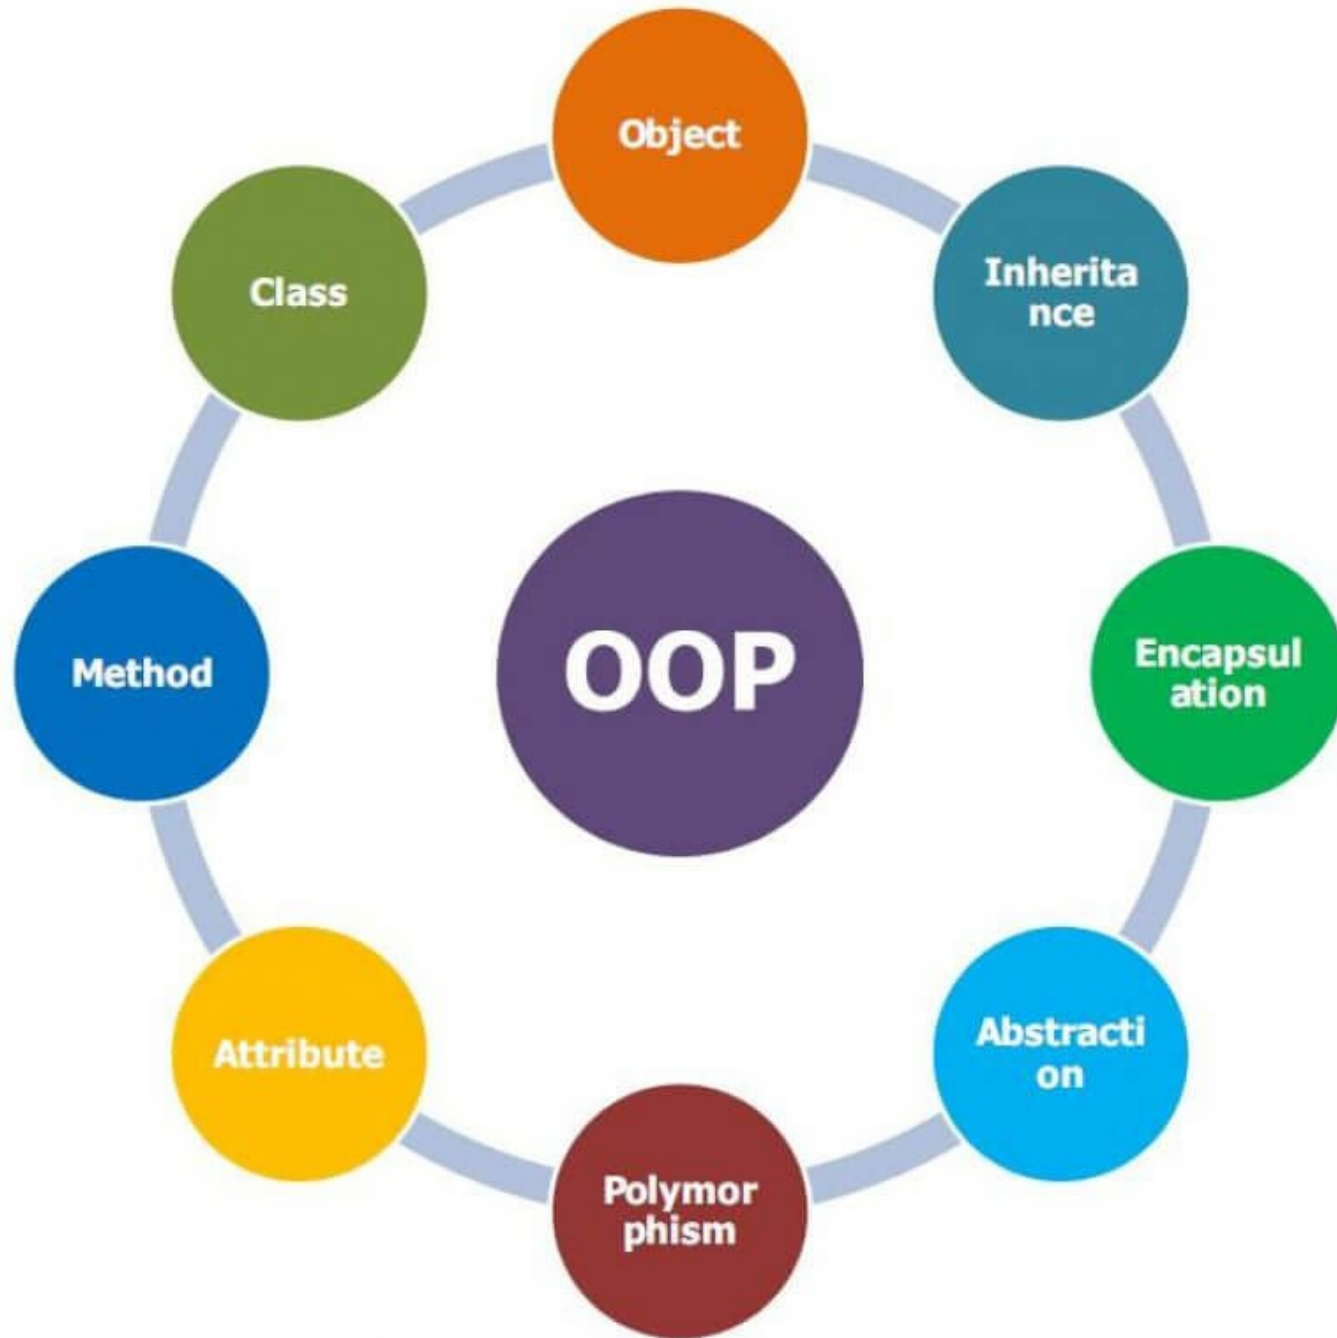 Object
Class
Inherita
nce
Method
OOP
Encapsul
ation
Attribute
Abstracti
on
Polymor
phism